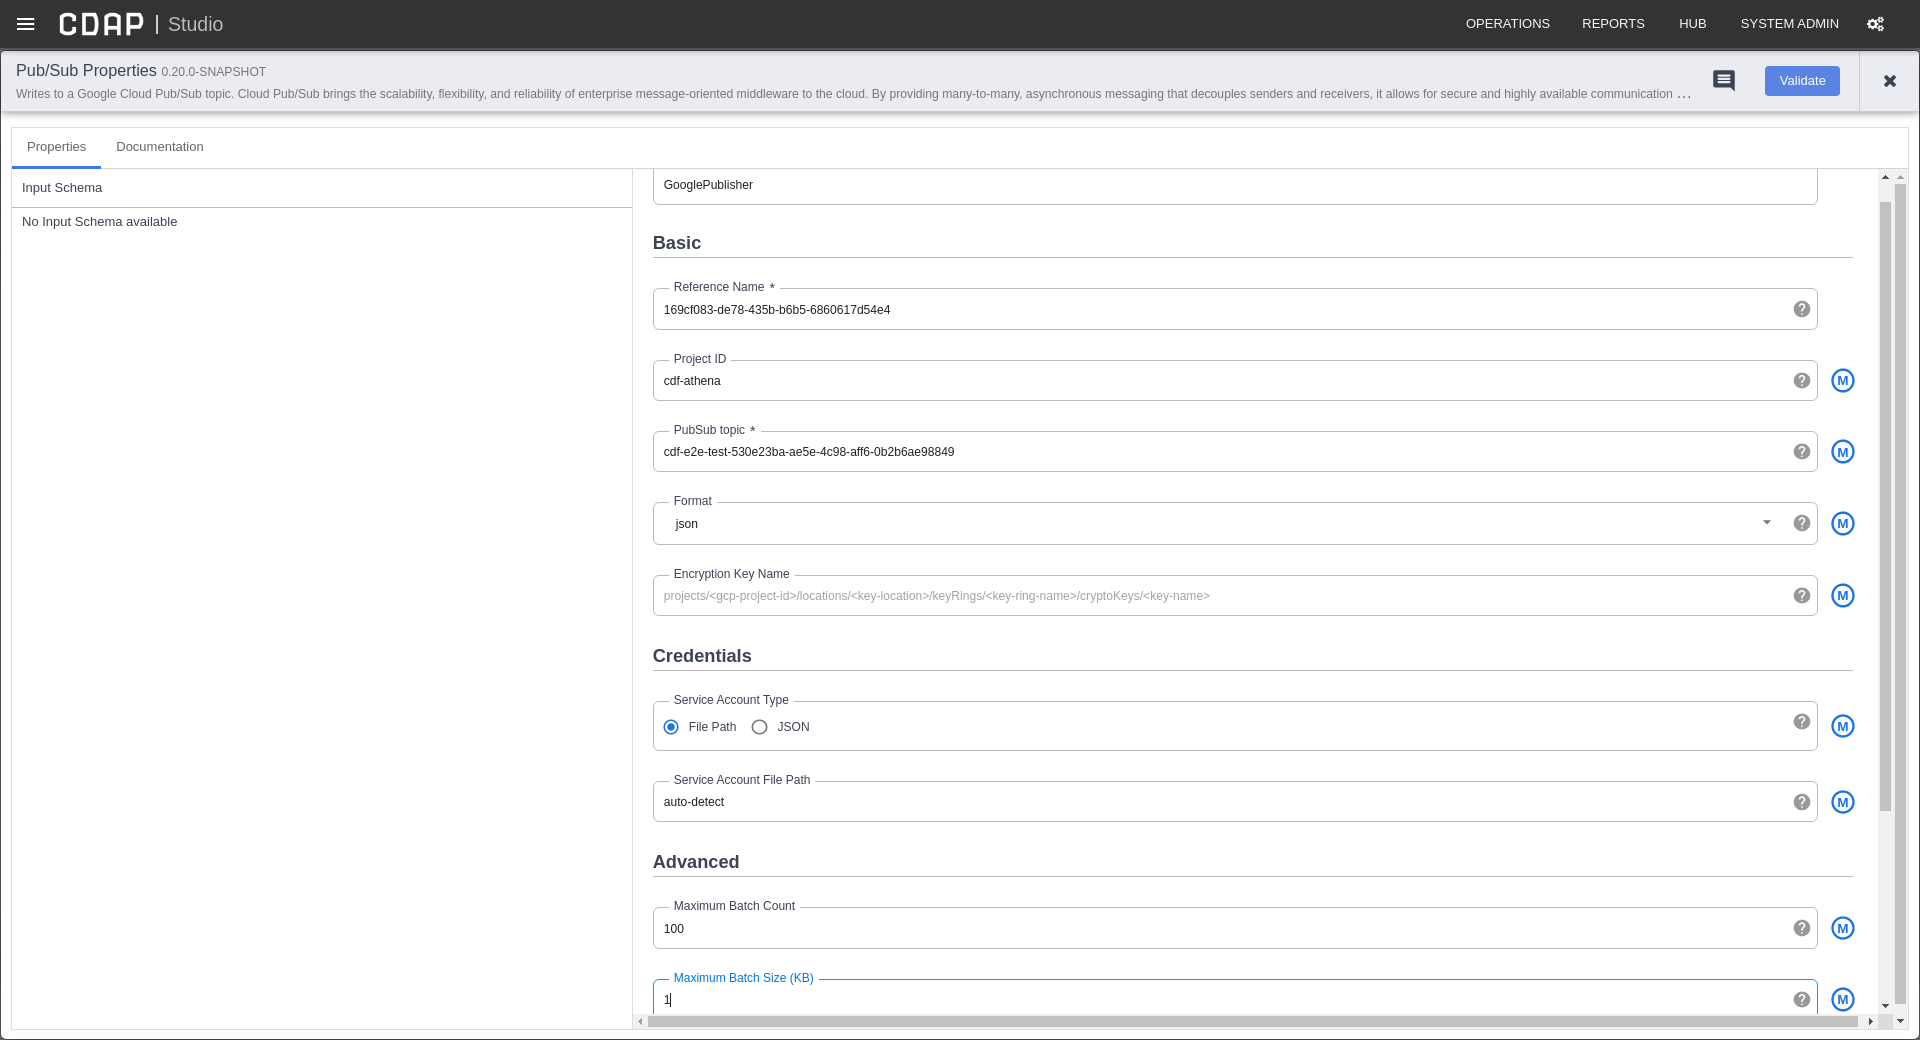 CDAP | Studio
OPERATIONS REPORTS HUB SYSTEM ADMIN
Pub/Sub Properties 0.20.0-SNAPSHOT
Writes to a Google Cloud Pub/Sub topic. Cloud Pub/Sub brings the scalability, flexibility, and reliability of enterprise message-oriented middleware to the cloud. By providing many-to-many, asynchronous messaging that decouples senders and receivers, it allows for secure and highly available communication ...
Validate
Properties Documentation
Input Schema
No Input Schema available
GooglePublisher
Basic
Reference Name *
169cf083-de78-435b-b6b5-6860617d54e4
Project ID
cdf-athena
M
PubSub topic *
cdf-e2e-test-530e23ba-ae5e-4c98-aff6-0b2b6ae98849
M
Format
json
M
Encryption Key Name
projects/<gcp-project-id>/locations/<key-location>/keyRings/<key-ring-name>/cryptoKeys/<key-name>
M
Credentials
Service Account Type
File Path JSON
M
Service Account File Path
auto-detect
M
Advanced
Maximum Batch Count
100
M
Maximum Batch Size (KB)
1
M